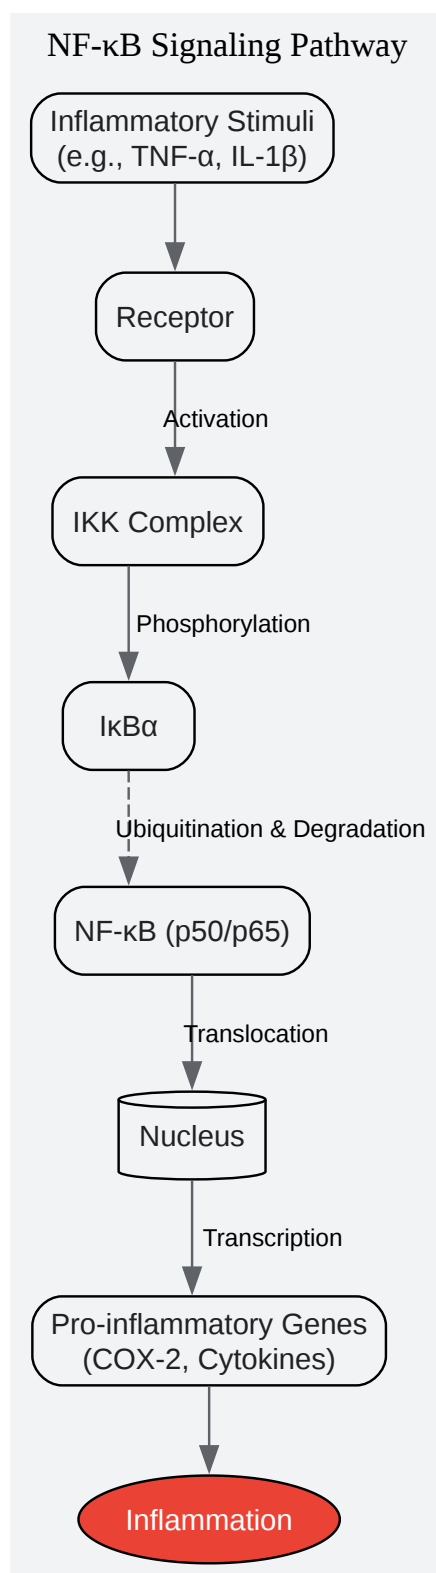 NF-κB Signaling Pathway
Inflammatory Stimuli
(e.g., TNF-α, IL-1β)
Receptor
Activation
IKK Complex
Phosphorylation
IκBα
Ubiquitination & Degradation
NF-κB (p50/p65)
Translocation
Nucleus
Transcription
Pro-inflammatory Genes
(COX-2, Cytokines)
Inflammation